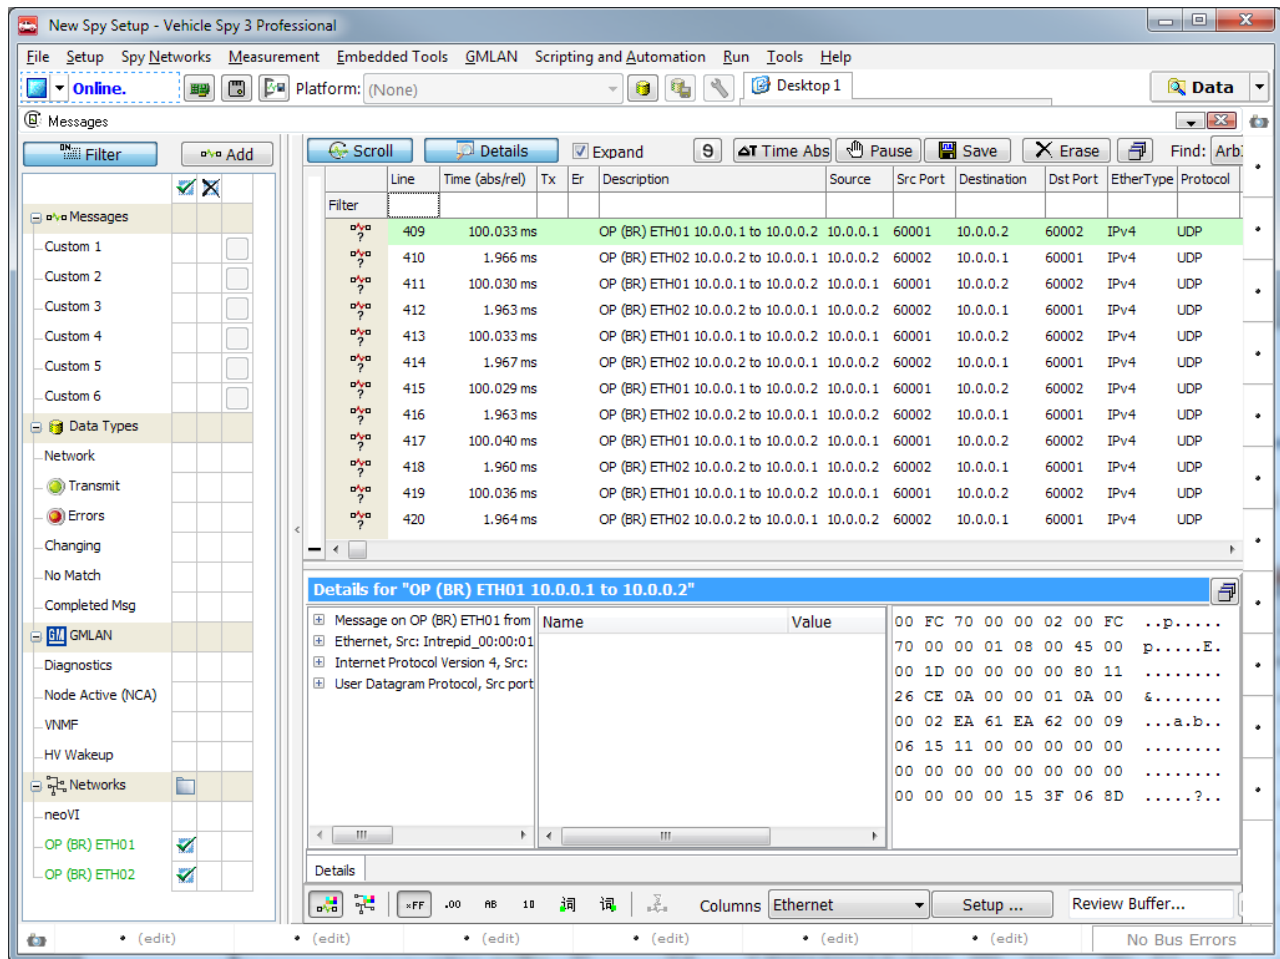 New Spy Setup - Vehicle Spy 3 Professional
File Setup Spy Networks Measurement Embedded Tools GMLAN Scripting and Automation Run Tools Help
Online. Platform: (None) Desktop 1 Data
Messages
Filter Add
Scroll Details Expand ΔT Time Abs Pause Save Erase Find: Arb
Line Time (abs/rel) Tx Er Description Source Src Port Destination Dst Port EtherType Protocol
Filter
409 100.033 ms OP (BR) ETH01 10.0.0.1 to 10.0.0.2 10.0.0.1 60001 10.0.0.2 60002 IPv4 UDP
410 1.966 ms OP (BR) ETH02 10.0.0.2 to 10.0.0.1 10.0.0.2 60002 10.0.0.1 60001 IPv4 UDP
411 100.030 ms OP (BR) ETH01 10.0.0.1 to 10.0.0.2 10.0.0.1 60001 10.0.0.2 60002 IPv4 UDP
412 1.963 ms OP (BR) ETH02 10.0.0.2 to 10.0.0.1 10.0.0.2 60002 10.0.0.1 60001 IPv4 UDP
413 100.033 ms OP (BR) ETH01 10.0.0.1 to 10.0.0.2 10.0.0.1 60001 10.0.0.2 60002 IPv4 UDP
414 1.967 ms OP (BR) ETH02 10.0.0.2 to 10.0.0.1 10.0.0.2 60002 10.0.0.1 60001 IPv4 UDP
415 100.029 ms OP (BR) ETH01 10.0.0.1 to 10.0.0.2 10.0.0.1 60001 10.0.0.2 60002 IPv4 UDP
416 1.963 ms OP (BR) ETH02 10.0.0.2 to 10.0.0.1 10.0.0.2 60002 10.0.0.1 60001 IPv4 UDP
417 100.040 ms OP (BR) ETH01 10.0.0.1 to 10.0.0.2 10.0.0.1 60001 10.0.0.2 60002 IPv4 UDP
418 1.960 ms OP (BR) ETH02 10.0.0.2 to 10.0.0.1 10.0.0.2 60002 10.0.0.1 60001 IPv4 UDP
419 100.036 ms OP (BR) ETH01 10.0.0.1 to 10.0.0.2 10.0.0.1 60001 10.0.0.2 60002 IPv4 UDP
420 1.964 ms OP (BR) ETH02 10.0.0.2 to 10.0.0.1 10.0.0.2 60002 10.0.0.1 60001 IPv4 UDP
Messages
Custom 1
Custom 2
Custom 3
Custom 4
Custom 5
Custom 6
Data Types
Network
Transmit
Errors
Changing
No Match
Completed Msg
GM GMLAN
Diagnostics
Node Active (NCA)
VNMF
HV Wakeup
Networks
neoVI
OP (BR) ETH01
OP (BR) ETH02
Details for "OP (BR) ETH01 10.0.0.1 to 10.0.0.2"
Message on OP (BR) ETH01 from
Ethernet, Src: Intrepid_00:00:01
Internet Protocol Version 4, Src:
User Datagram Protocol, Src port
Name Value
00 FC 70 00 00 02 00 FC ..p.....
70 00 00 01 08 00 45 00 p.....E.
00 1D 00 00 00 00 80 11 ........
26 CE 0A 00 00 01 0A 00 &.......
00 02 EA 61 EA 62 00 09 ...a.b..
06 15 11 00 00 00 00 00 ........
00 00 00 00 00 00 00 00 ........
00 00 00 00 15 3F 06 8D .....?..
Details
×FF .00 AB 10 词 词 Columns Ethernet Setup ... Review Buffer...
(edit) (edit) (edit) (edit) (edit) (edit) No Bus Errors